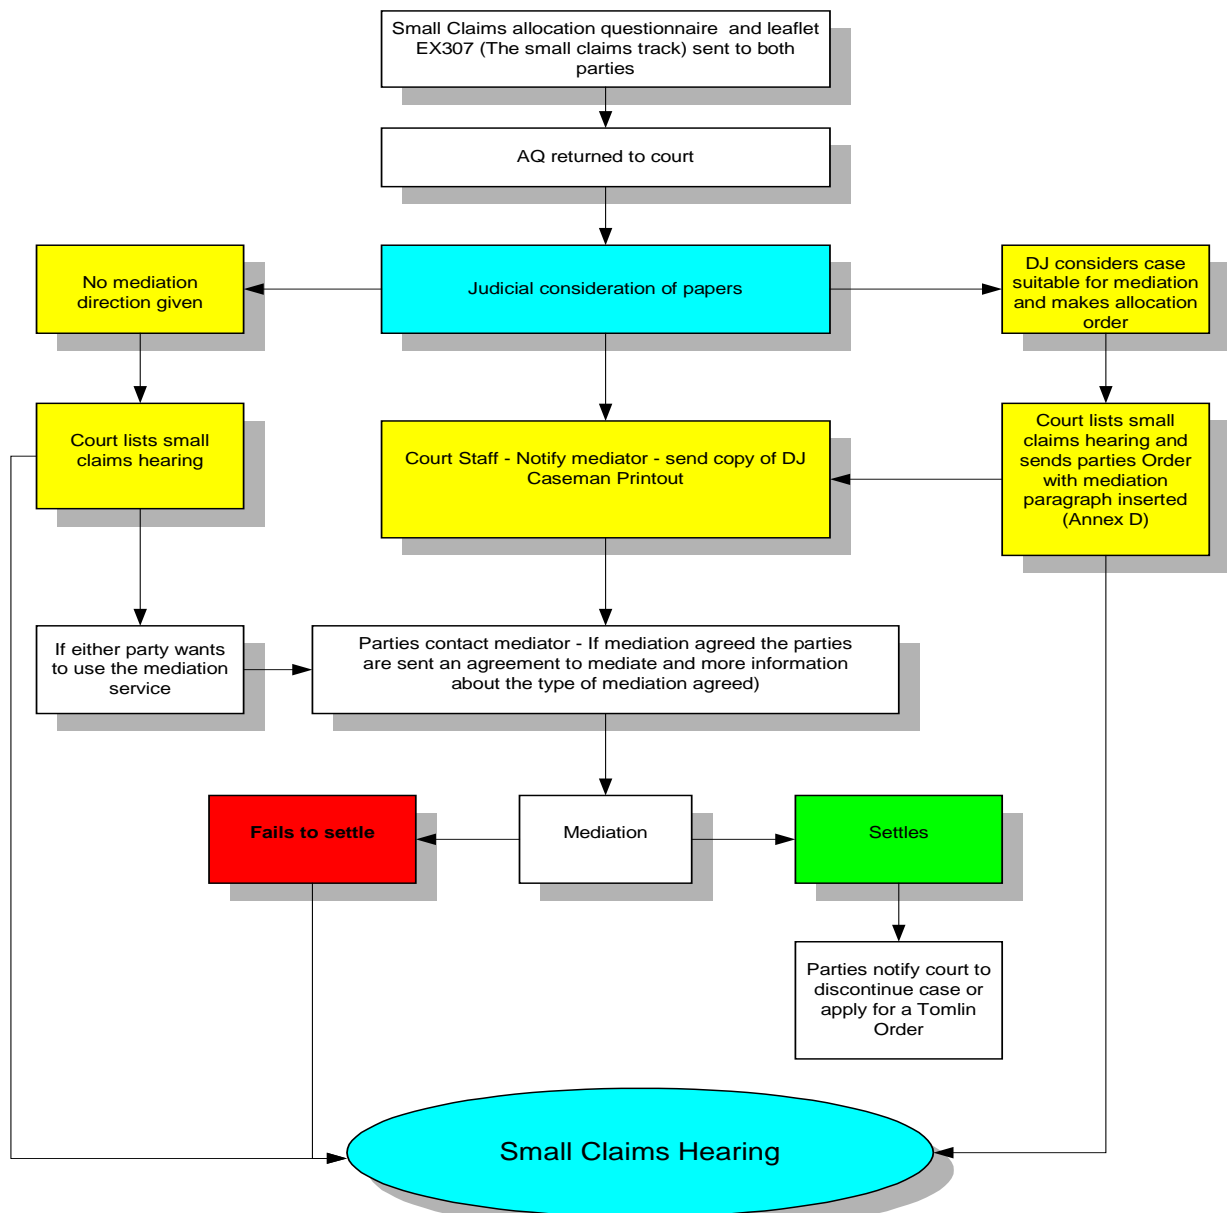 Small Claims allocation questionnaire and leaflet
EX307 (The small claims track) sent to both
parties
AQ returned to court
No mediation
direction given
Judicial consideration of papers
DJ considers case
suitable for mediation
and makes allocation
order
Court lists small
claims hearing
Court Staff - Notify mediator - send copy of DJ
Caseman Printout
Court lists small
claims hearing and
sends parties Order
with mediation
paragraph inserted
(Annex D)
If either party wants
to use the mediation
service
Parties contact mediator - If mediation agreed the parties
are sent an agreement to mediate and more information
about the type of mediation agreed)
Fails to settle
Mediation
Settles
Parties notify court to
discontinue case or
apply for a Tomlin
Order
Small Claims Hearing